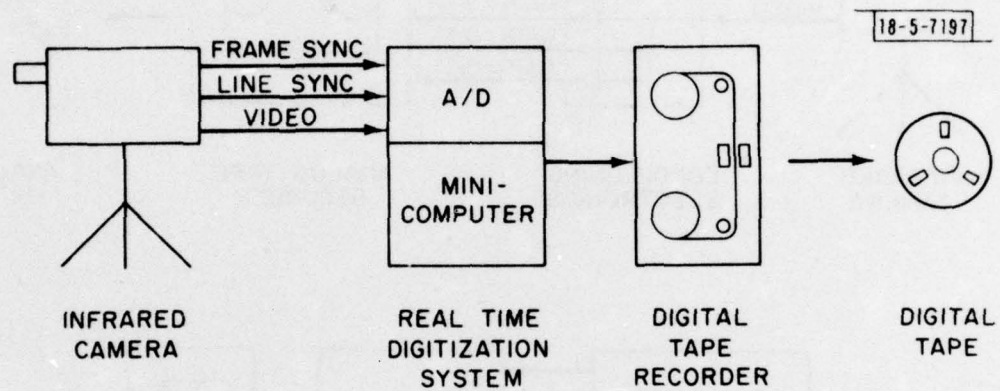 18-5-7197
FRAME SYNC
LINE SYNC
VIDEO
A/D
MINI-
COMPUTER
INFRARED
CAMERA
REAL TIME
DIGITIZATION
SYSTEM
DIGITAL
TAPE
RECORDER
DIGITAL
TAPE